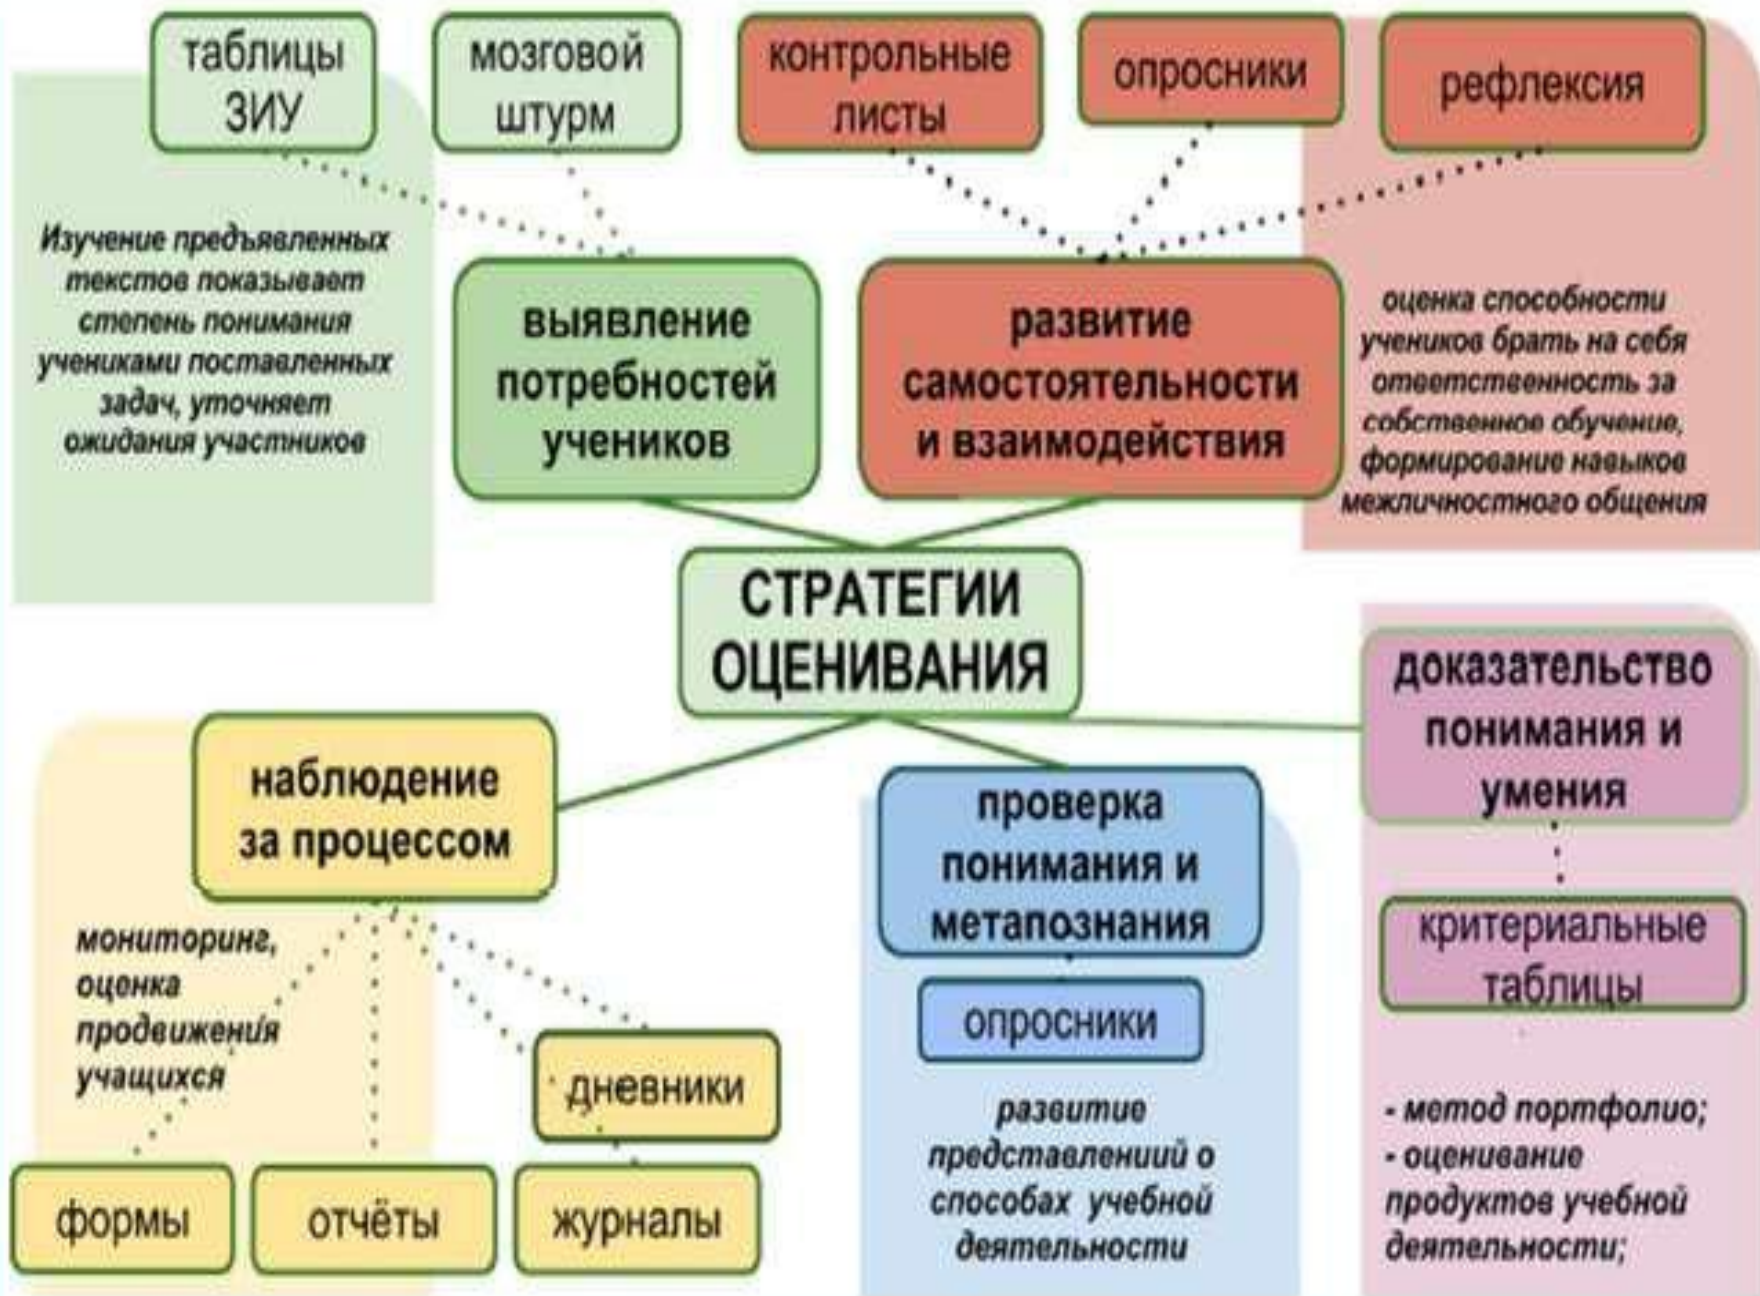 таблицы
ЗИУ
мозговой
штурм
контрольные
листы
опросники
рефлексия
Изучение предъявленных
текстов показывает
степень понимания
учениками поставленных
задач, уточняет
ожидания участников
выявление
потребностей
учеников
развитие
самостоятельности
и взаимодействия
оценка способности
учеников брать на себя
ответственность за
собственное обучение,
формирование навыков
межличностного общения
СТРАТЕГИИ
ОЦЕНИВАНИЯ
наблюдение
за процессом
мониторинг,
оценка
продвижения
учащихся
дневники
формы
отчёты
журналы
проверка
понимания и
метапознания
опросники
развитие
представлениий о
способах учебной
деятельности
доказательство
понимания и
умения
критериальные
таблицы
- метод портфолио;
- оценивание
продуктов учебной
деятельности;